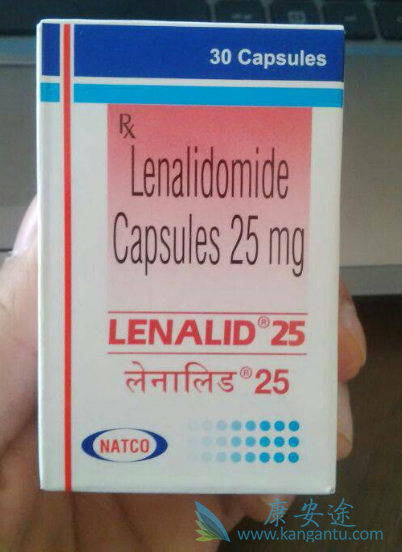 30 Capsules
Rx
Lenalidomide
Capsules 25 mg
LENALID® 25
लेनालिड® 25
NATCO
康安途
www.kangantu.com